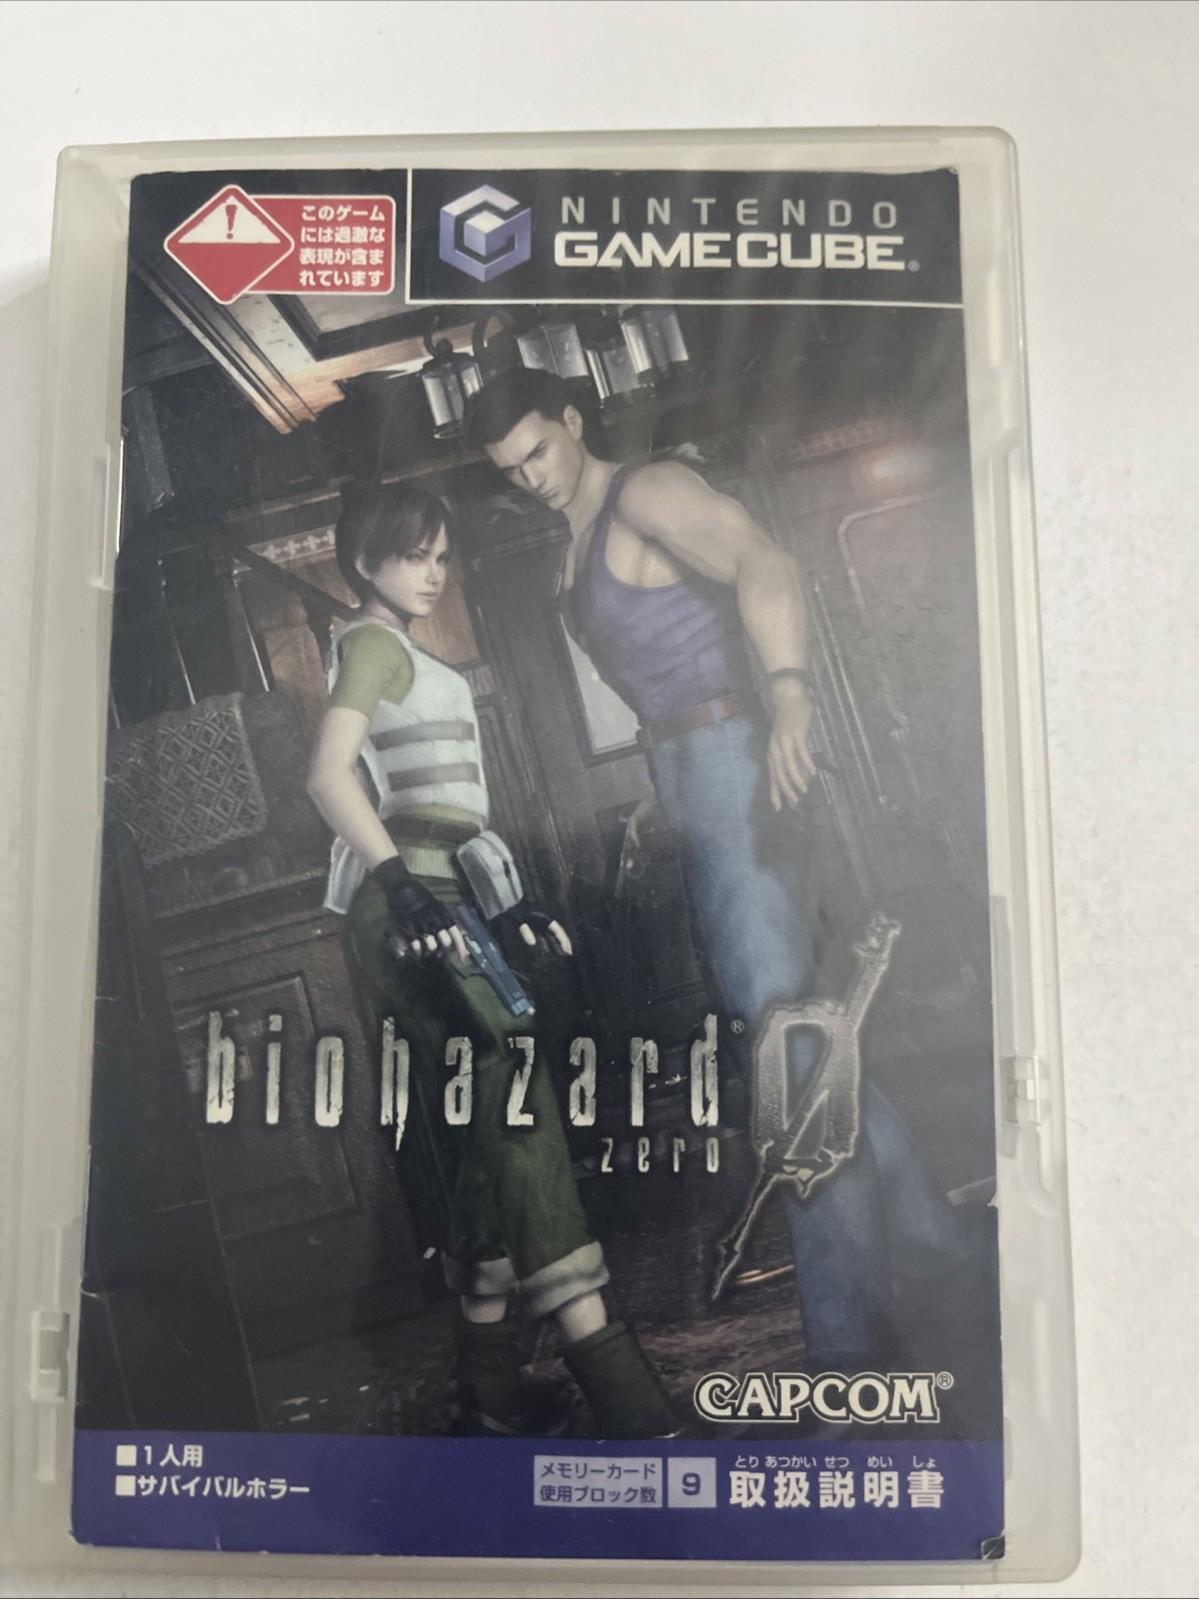 このゲーム
には過激な
表現が含ま
れています
NINTENDO
GAMECUBE®
biohazard® 0
zero
CAPCOM®
■1人用
■サバイバルホラー
メモリーカード
使用ブロック数
9
とり あつかい せつ めい しょ
取扱説明書